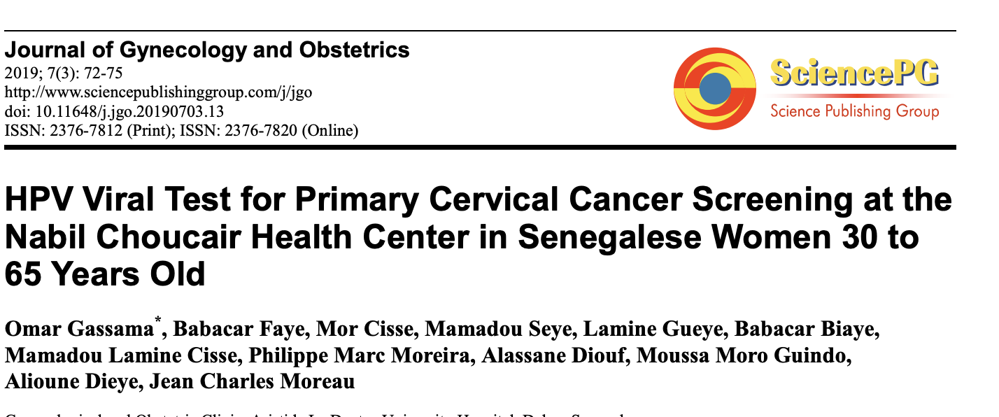 Journal of Gynecology and Obstetrics
2019; 7(3): 72-75
http://www.sciencepublishinggroup.com/j/jgo
doi: 10.11648/j.jgo.20190703.13
ISSN: 2376-7812 (Print); ISSN: 2376-7820 (Online)
SciencePG
Science Publishing Group
HPV Viral Test for Primary Cervical Cancer Screening at the
Nabil Choucair Health Center in Senegalese Women 30 to
65 Years Old
Omar Gassama*, Babacar Faye, Mor Cisse, Mamadou Seye, Lamine Gueye, Babacar Biaye,
Mamadou Lamine Cisse, Philippe Marc Moreira, Alassane Diouf, Moussa Moro Guindo,
Alioune Dieye, Jean Charles Moreau